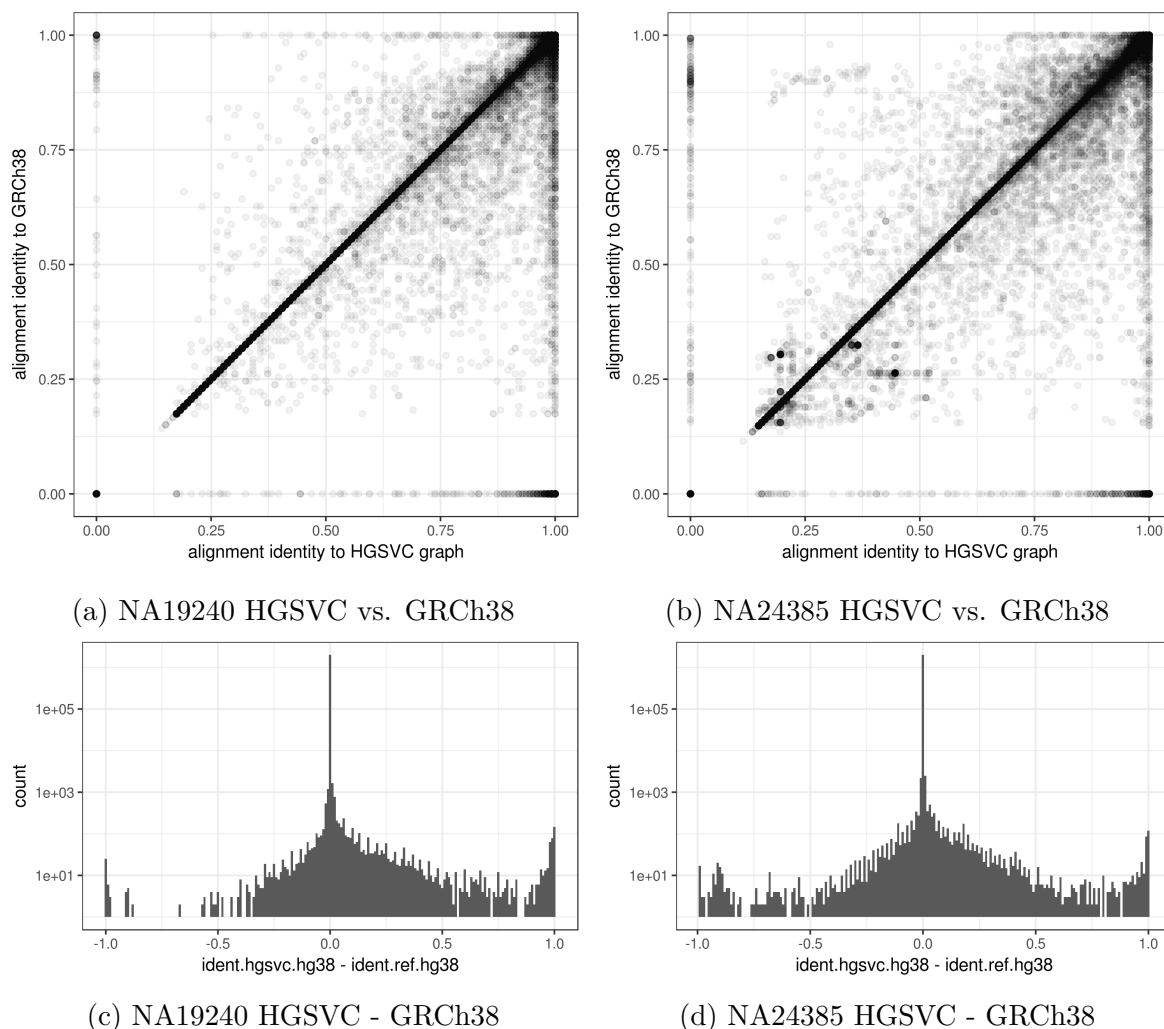 1.00
0.75
0.50
0.25
0.00
alignment identity to GRCh38
0.00 0.25 0.50 0.75 1.00
alignment identity to HGSVC graph
(a) NA19240 HGSVC vs. GRCh38
1.00
0.75
0.50
0.25
0.00
alignment identity to GRCh38
0.00 0.25 0.50 0.75 1.00
alignment identity to HGSVC graph
(b) NA24385 HGSVC vs. GRCh38
1e+05
1e+03
1e+01
count
-1.0 -0.5 0.0 0.5 1.0
ident.hgsvc.hg38 - ident.ref.hg38
(c) NA19240 HGSVC - GRCh38
1e+05
1e+03
1e+01
count
-1.0 -0.5 0.0 0.5 1.0
ident.hgsvc.hg38 - ident.ref.hg38
(d) NA24385 HGSVC - GRCh38